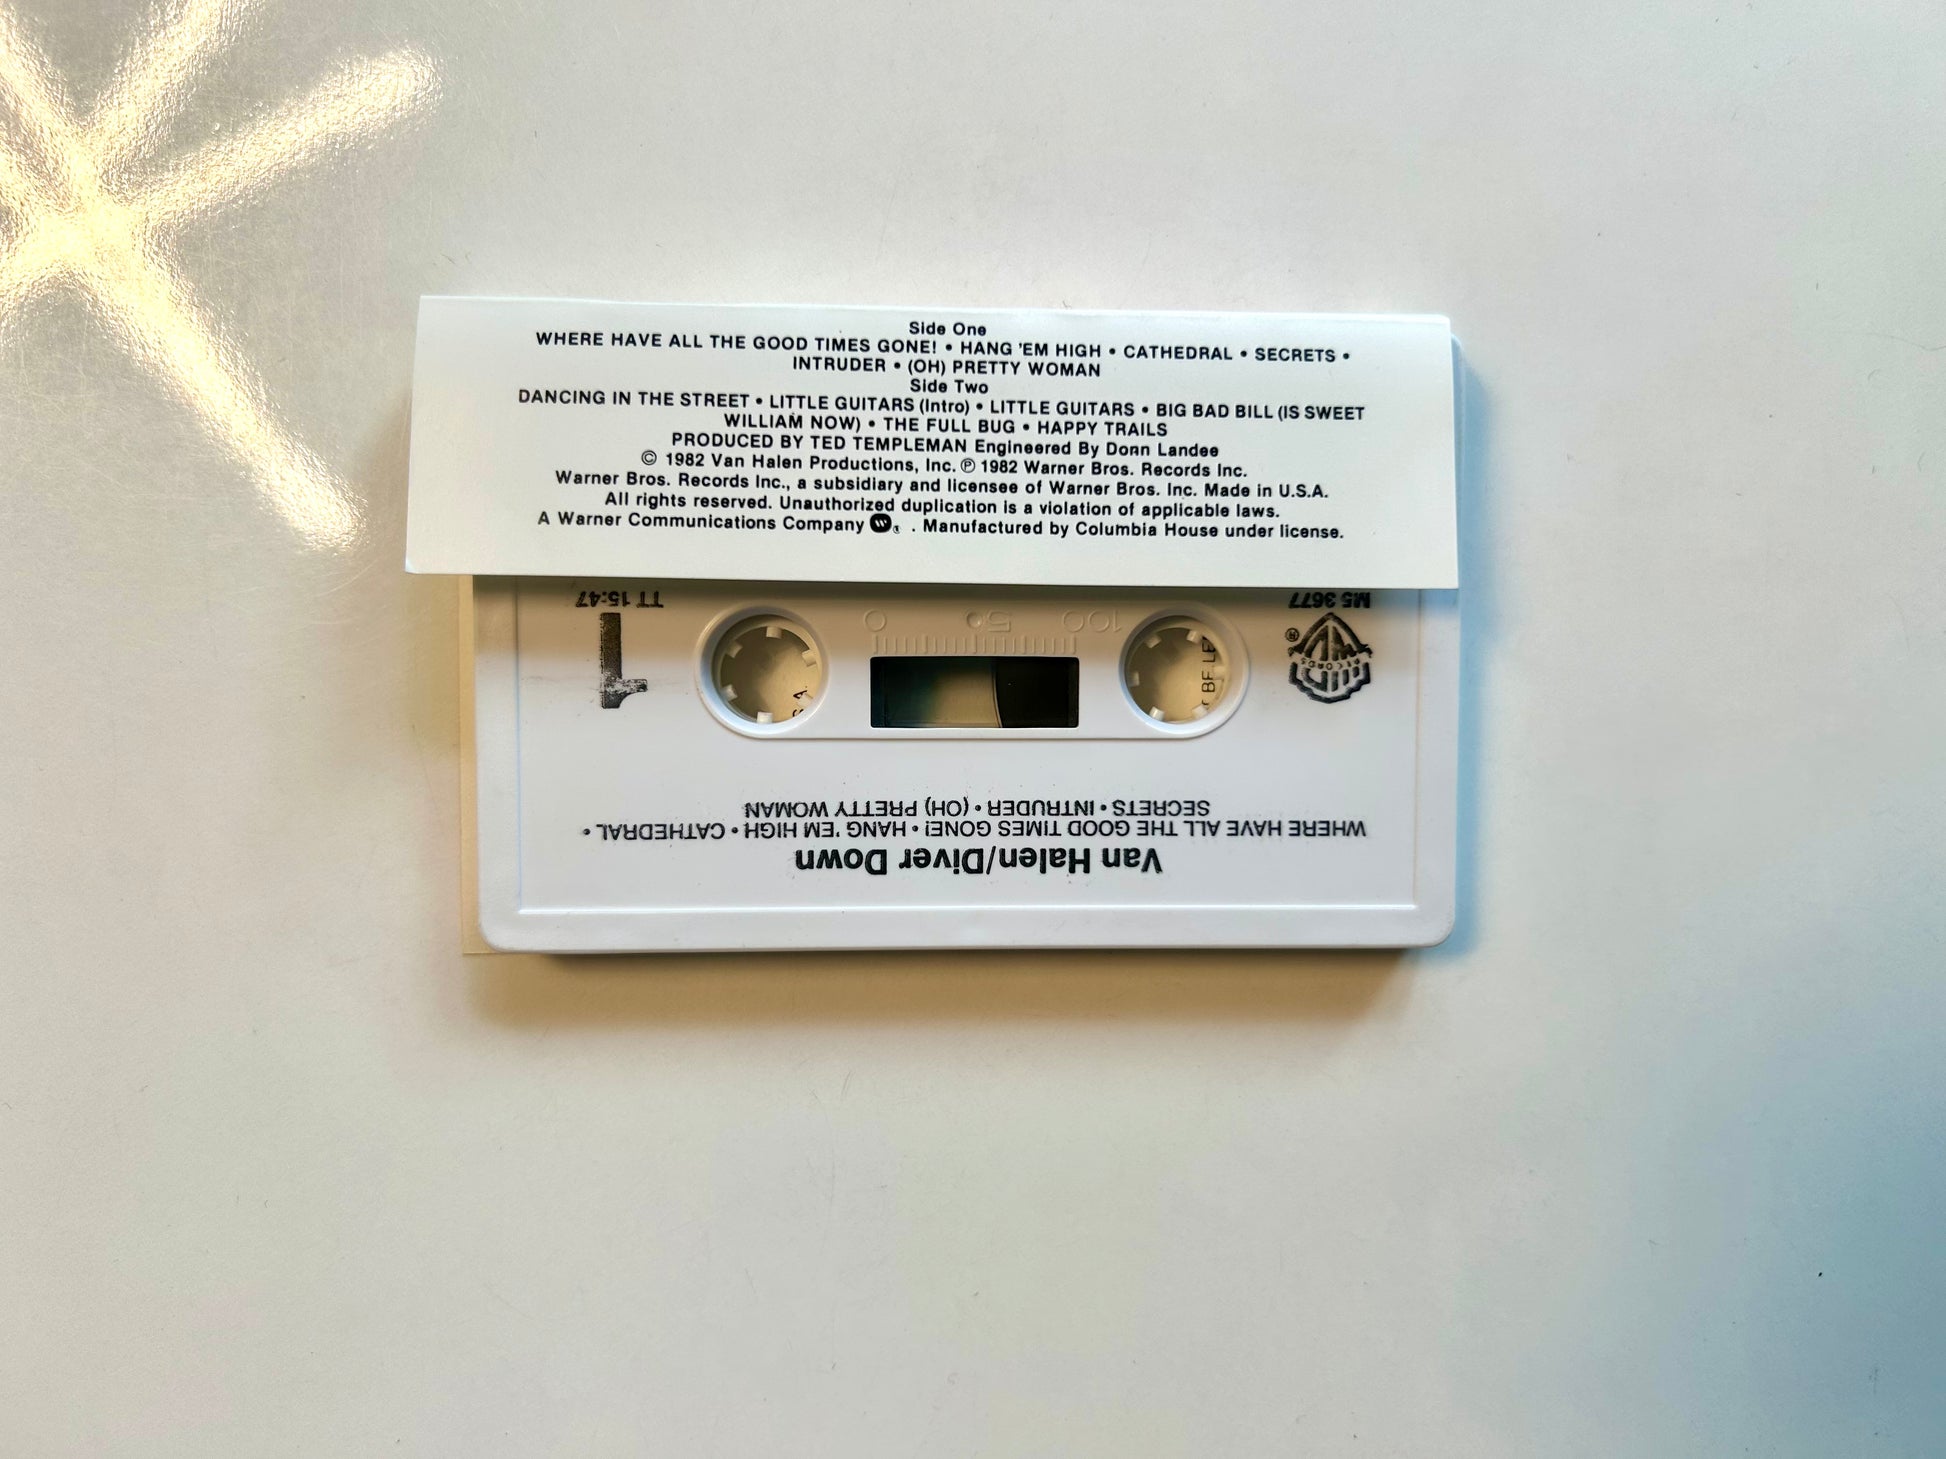 Side One
WHERE HAVE ALL THE GOOD TIMES GONE! • HANG 'EM HIGH • CATHEDRAL • SECRETS •
INTRUDER • (OH) PRETTY WOMAN
Side Two
DANCING IN THE STREET • LITTLE GUITARS (Intro) • LITTLE GUITARS • BIG BAD BILL (IS SWEET
WILLIAM NOW) • THE FULL BUG • HAPPY TRAILS
PRODUCED BY TED TEMPLEMAN Engineered By Donn Landee
© 1982 Van Halen Productions, Inc. ℗ 1982 Warner Bros. Records Inc.
Warner Bros. Records Inc., a subsidiary and licensee of Warner Bros. Inc. Made in U.S.A.
All rights reserved. Unauthorized duplication is a violation of applicable laws.
A Warner Communications Company . Manufactured by Columbia House under license.
Van Halen/Diver Down
WHERE HAVE ALL THE GOOD TIMES GONE! • HANG 'EM HIGH • CATHEDRAL •
SECRETS • INTRUDER • (OH) PRETTY WOMAN
RECORDS ®
1
100 50 0
M5 3677
TT 15:47